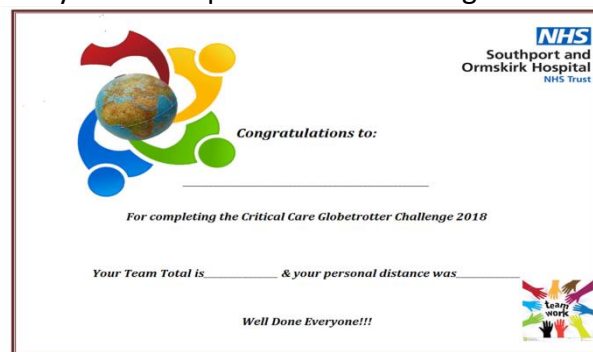 NHS
Southport and
Ormskirk Hospital
NHS Trust
Congratulations to:
For completing the Critical Care Globetrotter Challenge 2018
Your Team Total is____________ & your personal distance was__________
team
work
Well Done Everyone!!!